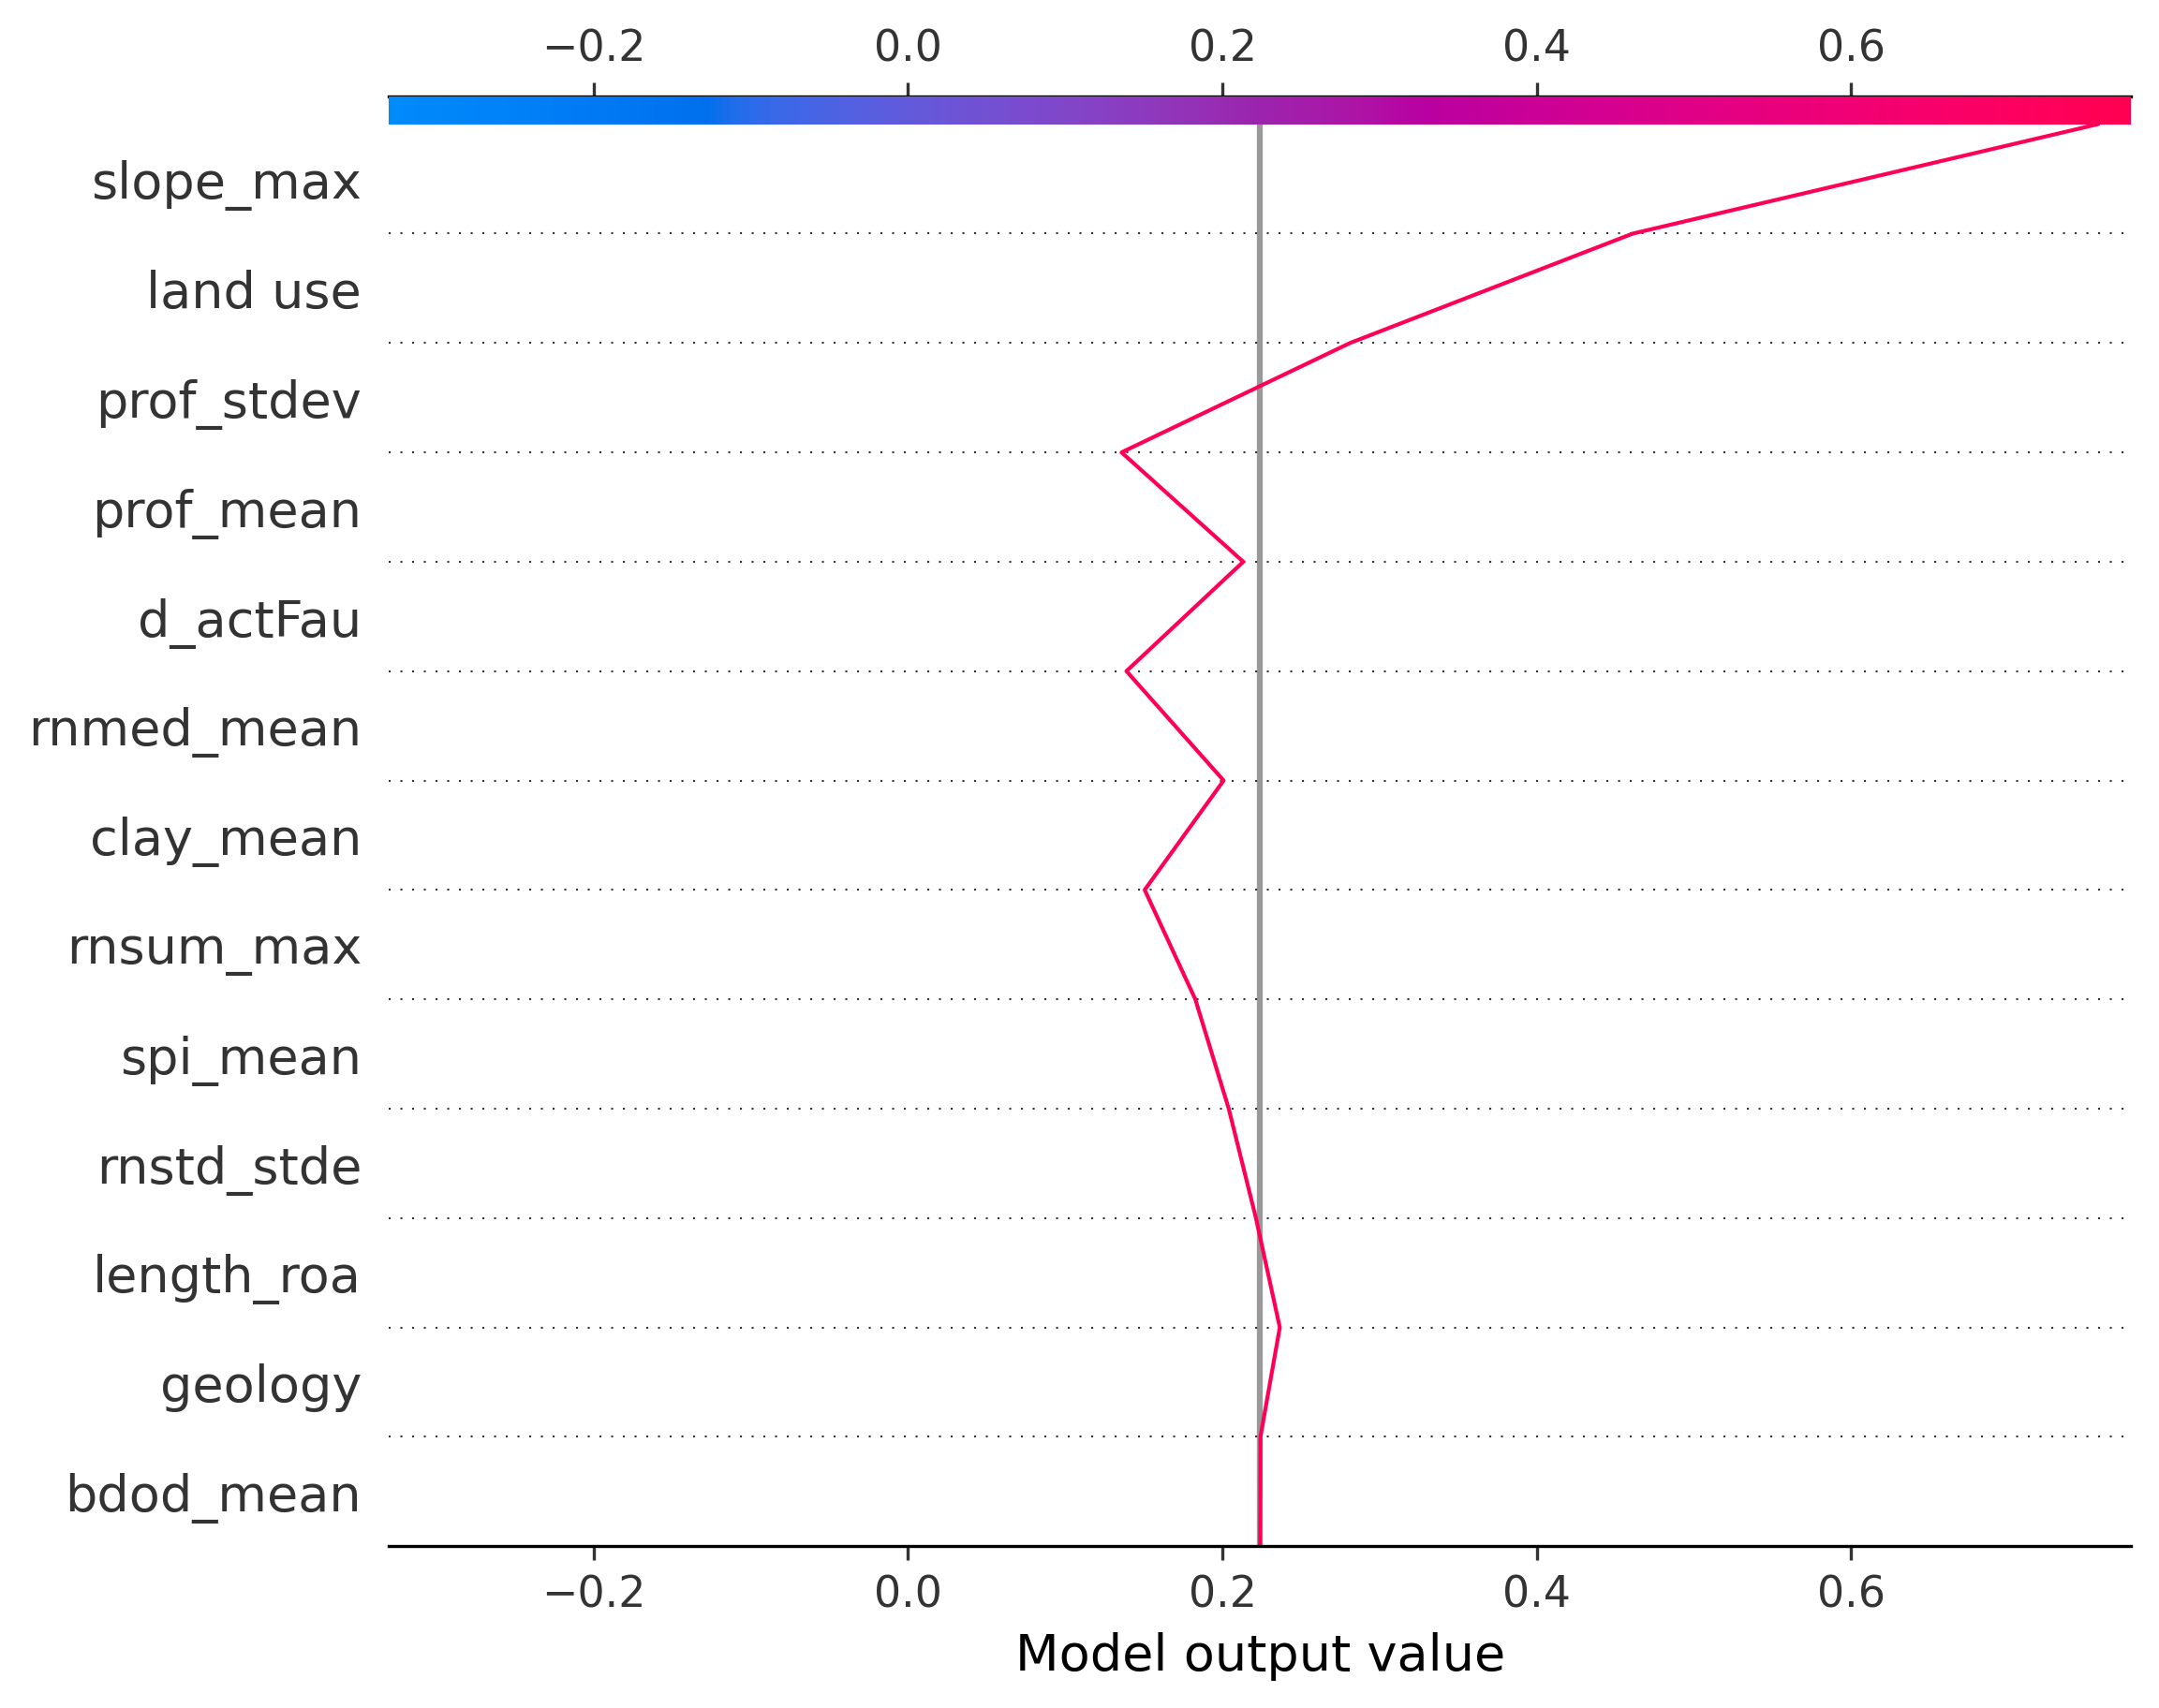 −0.2 0.0 0.2 0.4 0.6
slope_max
land use
prof_stdev
prof_mean
d_actFau
rnmed_mean
clay_mean
rnsum_max
spi_mean
rnstd_stde
length_roa
geology
bdod_mean
−0.2 0.0 0.2 0.4 0.6
Model output value